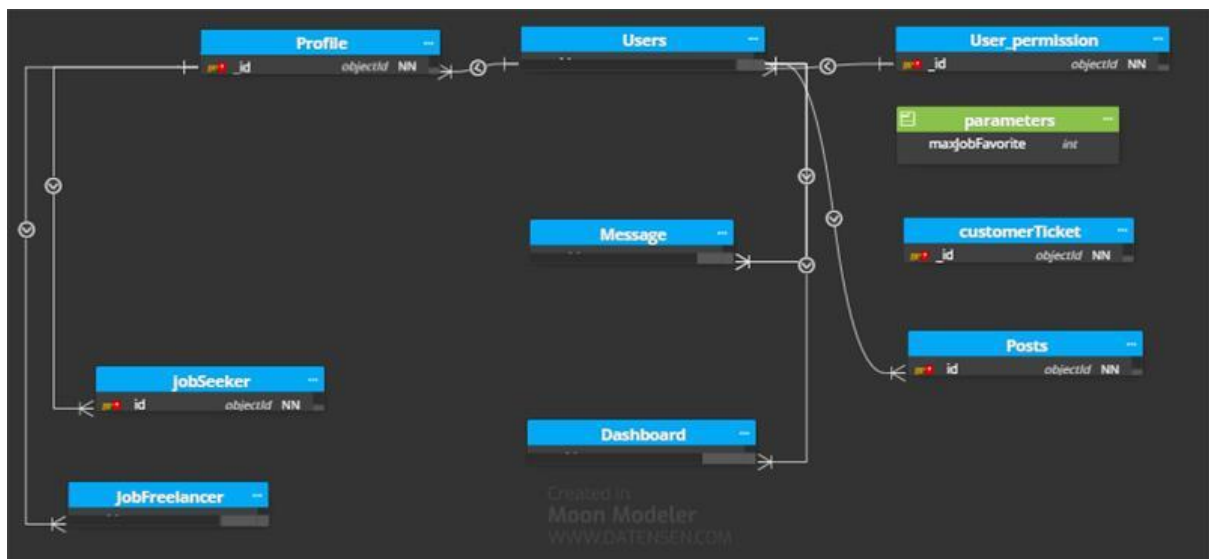 Profile
_id objectId NN
Users
User_permission
_id objectId NN
parameters
maxJobFavorite int
Message
customerTicket
_id objectId NN
Posts
id objectId NN
jobSeeker
id objectId NN
Dashboard
JobFreelancer
Created in
Moon Modeler
WWW.DATENSEN.COM